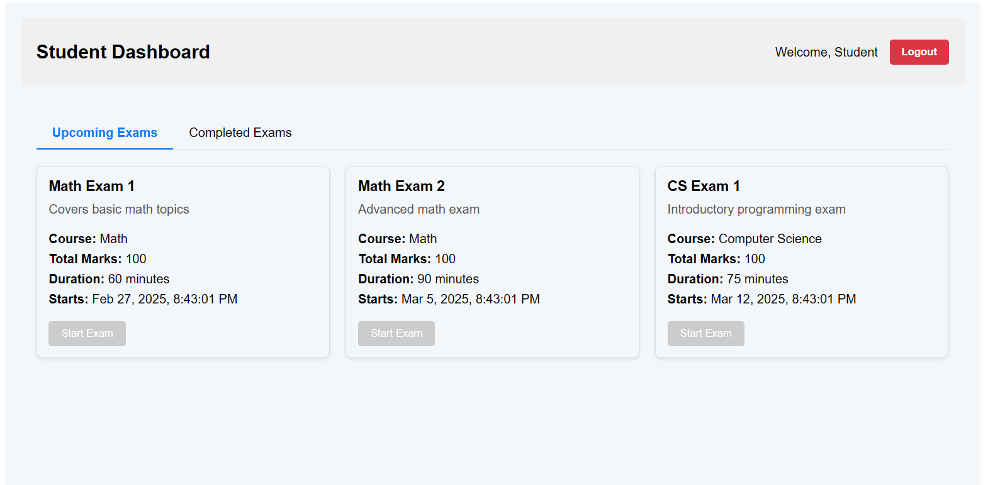 Student Dashboard
Welcome, Student
Logout
Upcoming Exams
Completed Exams
Math Exam 1
Covers basic math topics
Course: Math
Total Marks: 100
Duration: 60 minutes
Starts: Feb 27, 2025, 8:43:01 PM
Start Exam
Math Exam 2
Advanced math exam
Course: Math
Total Marks: 100
Duration: 90 minutes
Starts: Mar 5, 2025, 8:43:01 PM
Start Exam
CS Exam 1
Introductory programming exam
Course: Computer Science
Total Marks: 100
Duration: 75 minutes
Starts: Mar 12, 2025, 8:43:01 PM
Start Exam